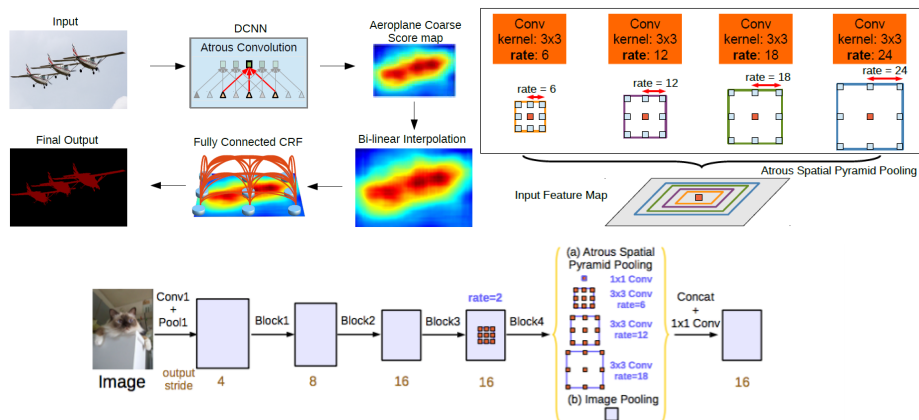 Input
DCNN
Atrous Convolution
Aeroplane Coarse
Score map
Final Output
Fully Connected CRF
Bi-linear Interpolation
Conv
kernel: 3x3
rate: 6
Conv
kernel: 3x3
rate: 12
Conv
kernel: 3x3
rate: 18
Conv
kernel: 3x3
rate: 24
rate = 6
rate = 12
rate = 18
rate = 24
Atrous Spatial Pyramid Pooling
Input Feature Map
Image
Conv1
+
Pool1
output
stride
4
Block1
8
Block2
16
Block3
rate=2
16
Block4
(a) Atrous Spatial
Pyramid Pooling
1x1 Conv
3x3 Conv
rate=6
3x3 Conv
rate=12
3x3 Conv
rate=18
(b) Image Pooling
Concat
+
1x1 Conv
16